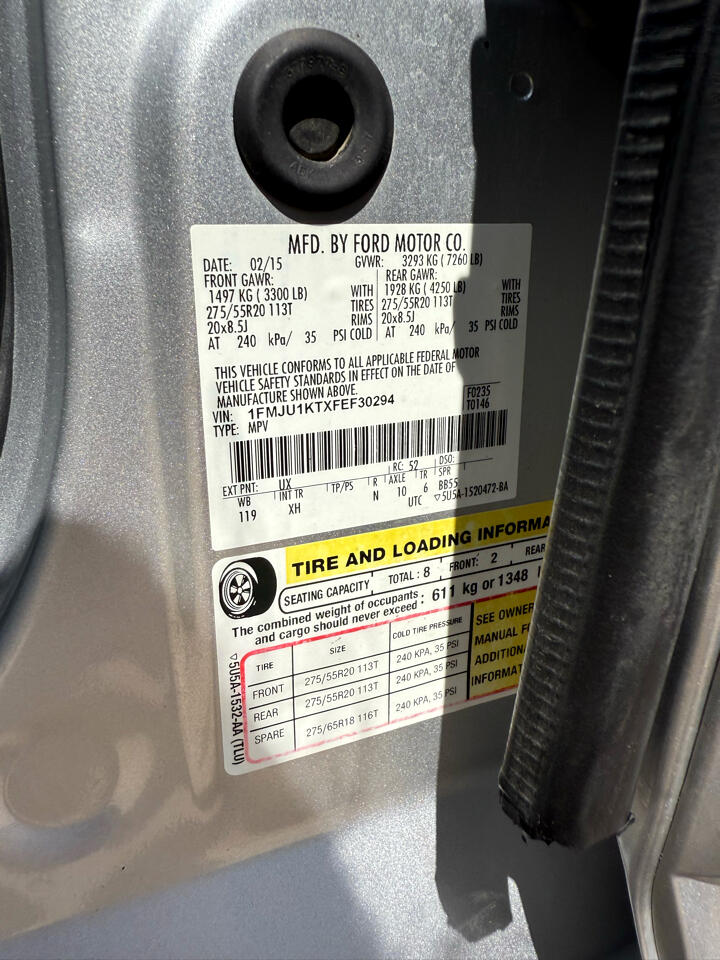 MFD. BY FORD MOTOR CO.
DATE: 02/15 GVWR: 3293 KG ( 7260 LB)
FRONT GAWR: REAR GAWR:
1497 KG ( 3300 LB) WITH 1928 KG ( 4250 LB) WITH
275/55R20 113T TIRES 275/55R20 113T TIRES
20x8.5J RIMS 20x8.5J RIMS
AT 240 kPa/ 35 PSI COLD AT 240 kPa/ 35 PSI COLD
THIS VEHICLE CONFORMS TO ALL APPLICABLE FEDERAL MOTOR
VEHICLE SAFETY STANDARDS IN EFFECT ON THE DATE OF
MANUFACTURE SHOWN ABOVE.
VIN: 1FMJU1KTXFEF30294
TYPE: MPV
F0235
T0146
EXT PNT: UX RC: 52 DSO:
WB INT TR TP/PS R AXLE TR SPR
119 XH N 10 6 BB55
UTC ▽5U5A-1520472-BA
TIRE AND LOADING INFORMA
SEATING CAPACITY TOTAL : 8 FRONT: 2 REAR
The combined weight of occupants
and cargo should never exceed : 611 kg or 1348
TIRE SIZE COLD TIRE PRESSURE
FRONT 275/55R20 113T 240 KPA, 35 PSI
REAR 275/55R20 113T 240 KPA, 35 PSI
SPARE 275/65R18 116T 240 KPA, 35 PSI
SEE OWNER
MANUAL F
ADDITION
INFORMAT
▽5U5A-1532-AA (TLU)